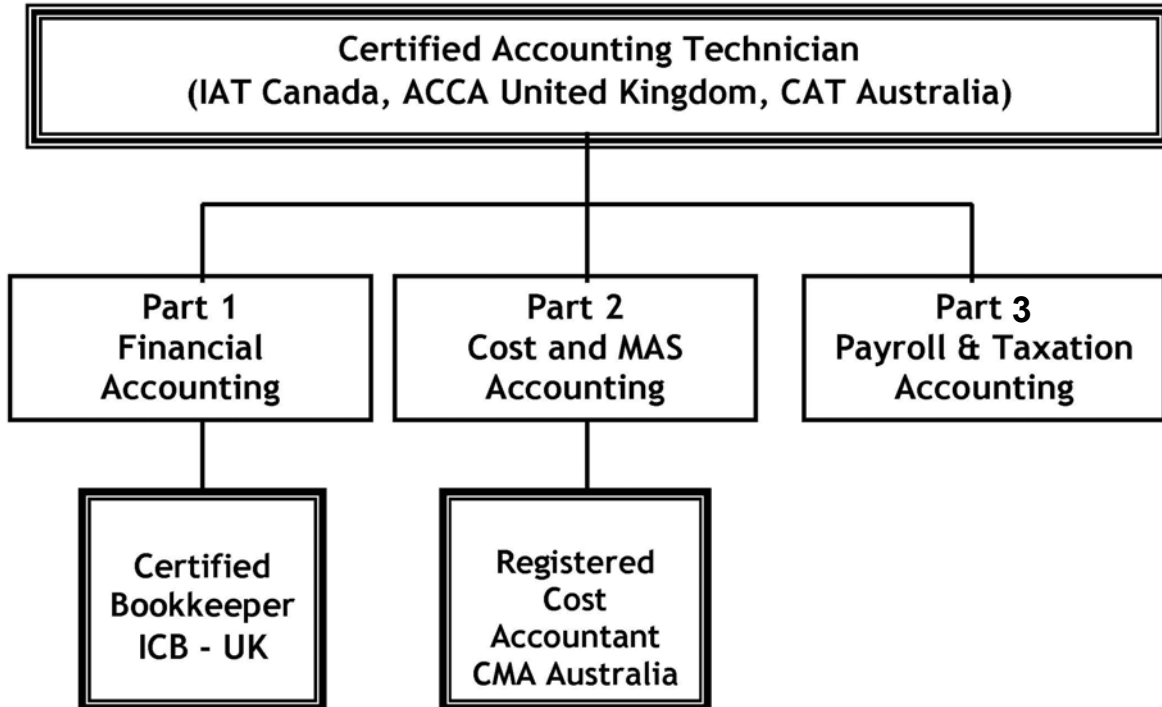 Certified Accounting Technician
(IAT Canada, ACCA United Kingdom, CAT Australia)
Part 1
Financial
Accounting
Part 2
Cost and MAS
Accounting
Part 3
Payroll & Taxation
Accounting
Certified
Bookkeeper
ICB - UK
Registered
Cost
Accountant
CMA Australia